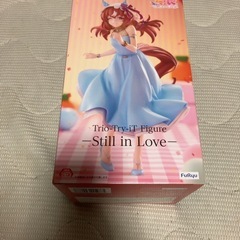 Trio-Try-iT Figure
—Still in Love—
FuRyu